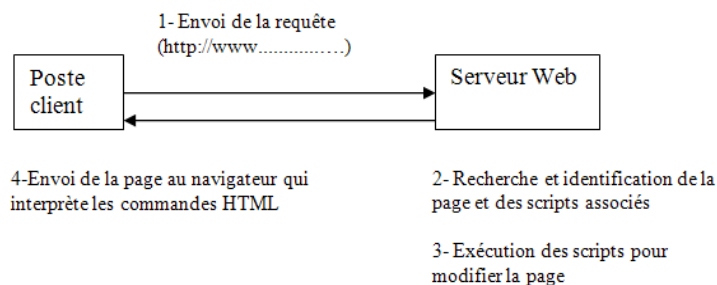 1- Envoi de la requête
(http://www.................)
Poste
client
Serveur Web
4-Envoi de la page au navigateur qui
interprète les commandes HTML
2- Recherche et identification de la
page et des scripts associés
3- Exécution des scripts pour
modifier la page